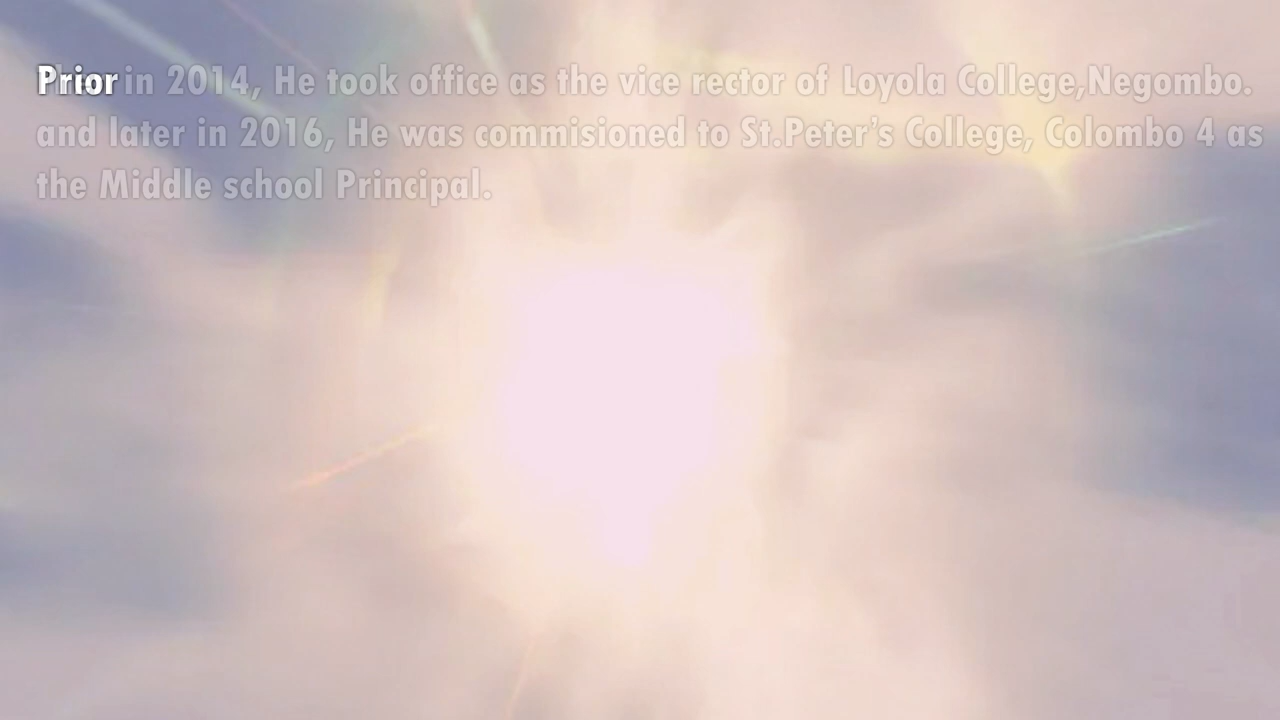 Prior in 2014, He took office as the vice rector of Loyola College,Negombo.
and later in 2016, He was commisioned to St.Peter’s College, Colombo 4 as
the Middle school Principal.